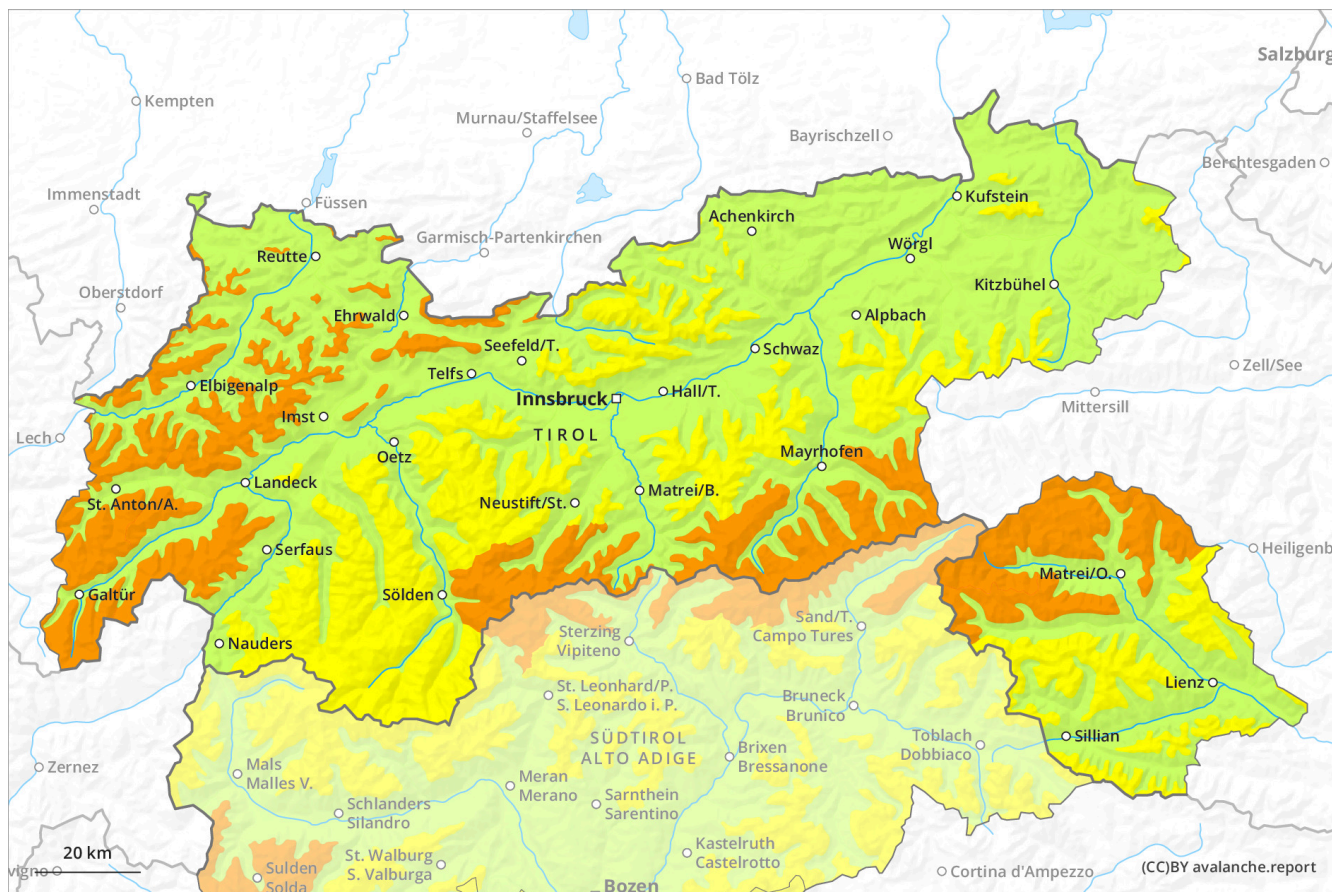 Salzburg
Bad Tölz
Kempten
Murnau/Staffelsee
Bayrischzell
Berchtesgaden
Immenstadt
Füssen
Kufstein
Achenkirch
Garmisch-Partenkirchen
Wörgl
Reutte
Kitzbühel
Oberstdorf
Ehrwald
Alpbach
Seefeld/T.
Schwaz
Zell/See
Telfs
Elbigenalp
Hall/T.
Innsbruck
Mittersill
Imst
TIROL
Lech
Oetz
Mayrhofen
Landeck
Matrei/B.
St. Anton/A.
Neustift/St.
Serfaus
Heiligenb
Matrei/O.
Galtür
Sölden
Sand/T.
Campo Tures
Sterzing
Vipiteno
Nauders
Lienz
St. Leonhard/P.
S. Leonardo i. P.
Bruneck
Brunico
Sillian
SÜDTIROL
ALTO ADIGE
Toblach
Dobbiaco
Brixen
Bressanone
Zernez
Mals
Malles V.
Meran
Merano
Schlanders
Silandro
Sarnthein
Sarentino
Kastelruth
Castelrotto
20 km
St. Walburg
S. Valburga
vigno
Sulden
Solda
Cortina d'Ampezzo
(CC)BY avalanche.report
Bozen